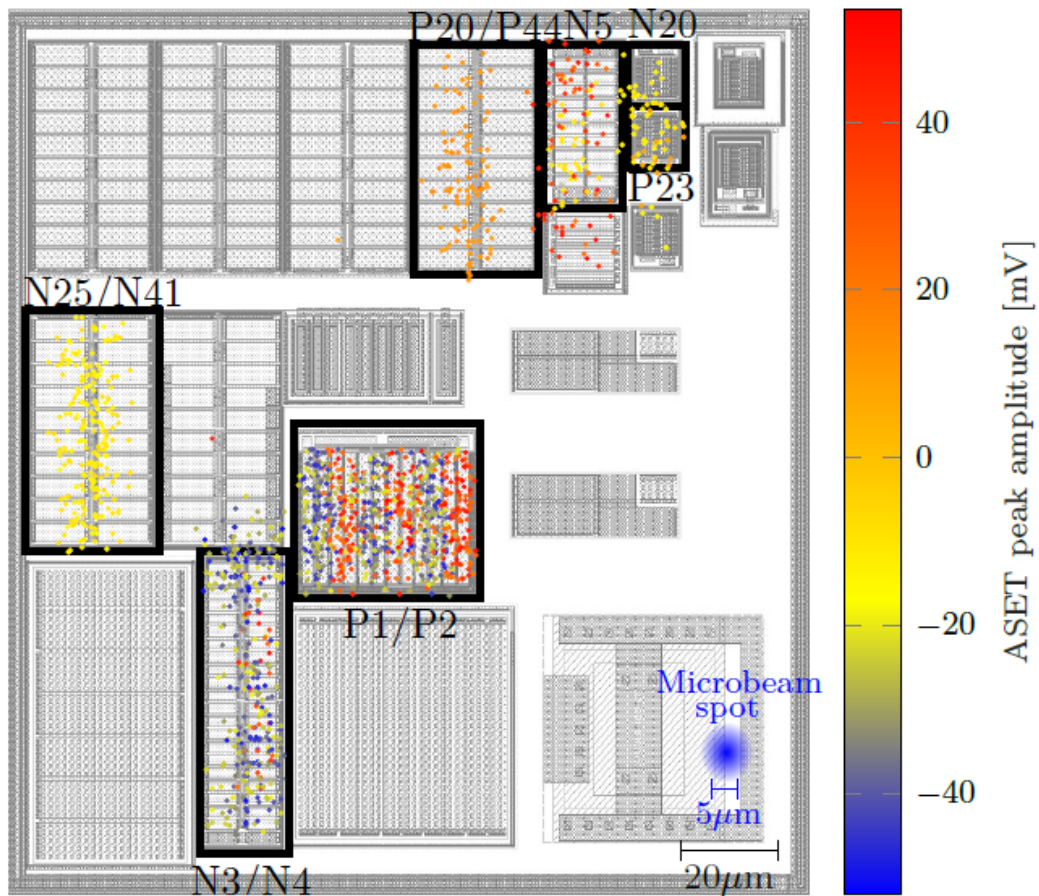 P20/P44 N5 N20
P23
N25/N41
P1/P2
N3/N4
Microbeam
spot
5μm
20μm
40
20
0
−20
−40
ASET peak amplitude [mV]